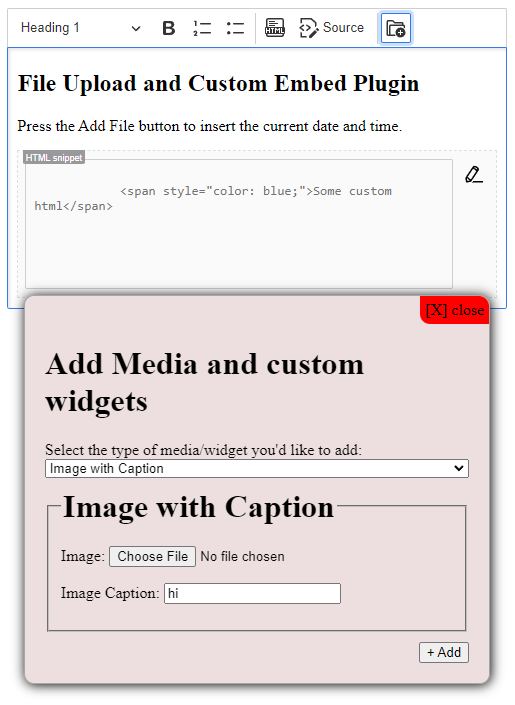 Heading 1 B HTML Source
File Upload and Custom Embed Plugin
Press the Add File button to insert the current date and time.
HTML snippet
<span style="color: blue;">Some custom
html</span>
[X] close
Add Media and custom
widgets
Select the type of media/widget you'd like to add:
Image with Caption
Image with Caption
Image: Choose File No file chosen
Image Caption: hi
+ Add